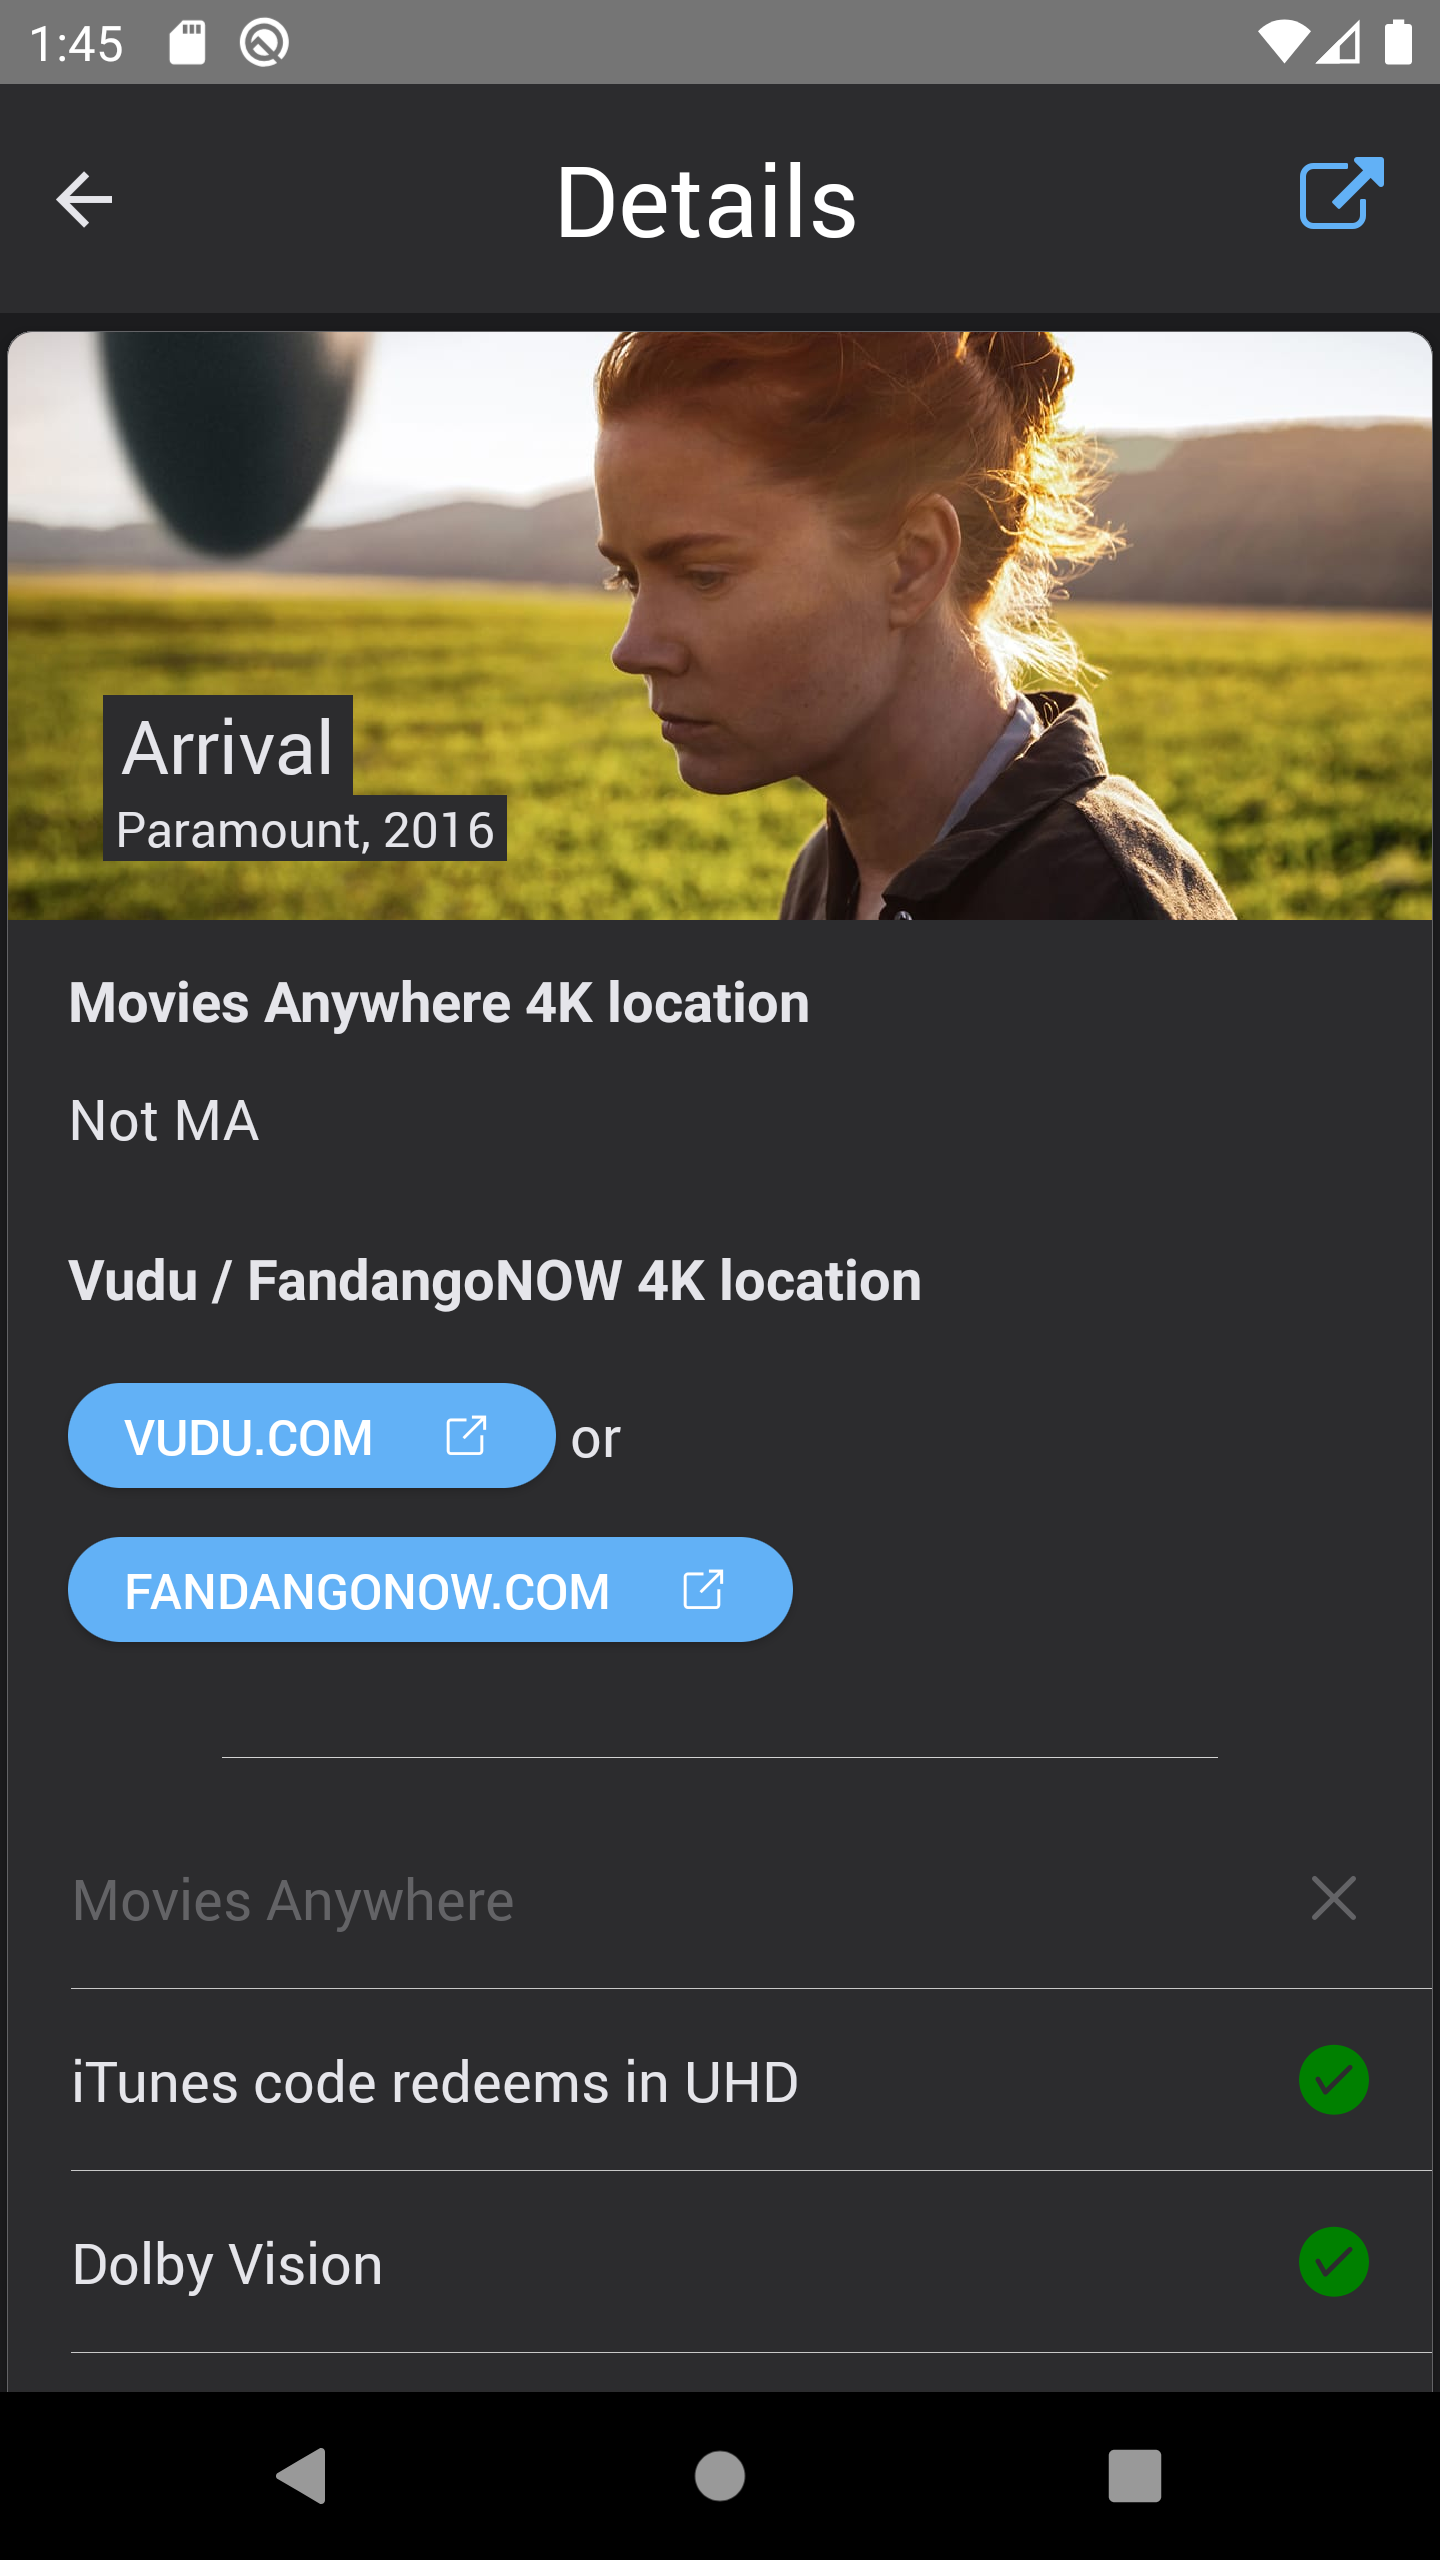 1:45
Details
Arrival
Paramount, 2016
Movies Anywhere 4K location
Not MA
Vudu / FandangoNOW 4K location
VUDU.COM or
FANDANGONOW.COM
Movies Anywhere
iTunes code redeems in UHD
Dolby Vision